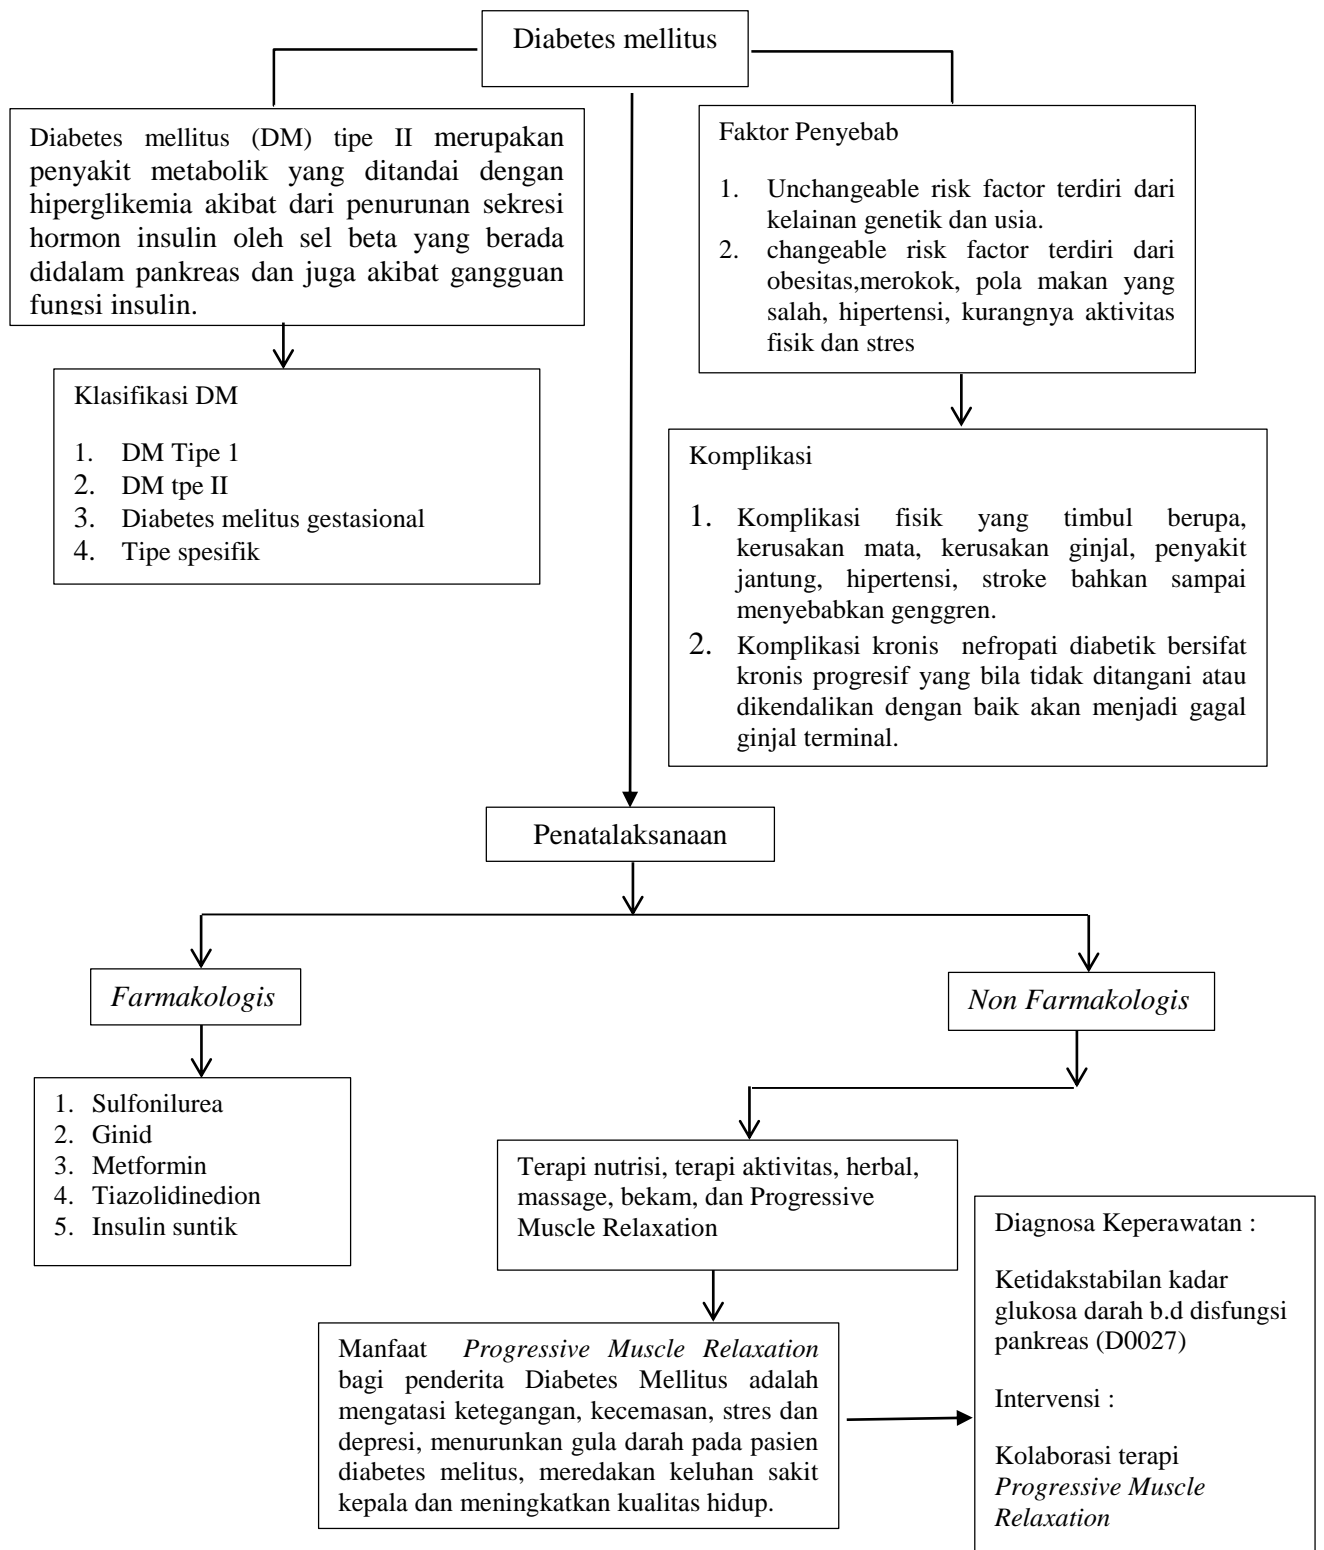 Diabetes mellitus
Diabetes mellitus (DM) tipe II merupakan
penyakit metabolik yang ditandai dengan
hiperglikemia akibat dari penurunan sekresi
hormon insulin oleh sel beta yang berada
didalam pankreas dan juga akibat gangguan
fungsi insulin.
Klasifikasi DM
1. DM Tipe 1
2. DM tpe II
3. Diabetes melitus gestasional
4. Tipe spesifik
Faktor Penyebab
1. Unchangeable risk factor terdiri dari
kelainan genetik dan usia.
2. changeable risk factor terdiri dari
obesitas,merokok, pola makan yang
salah, hipertensi, kurangnya aktivitas
fisik dan stres
Komplikasi
1. Komplikasi fisik yang timbul berupa,
kerusakan mata, kerusakan ginjal, penyakit
jantung, hipertensi, stroke bahkan sampai
menyebabkan genggren.
2. Komplikasi kronis nefropati diabetik bersifat
kronis progresif yang bila tidak ditangani atau
dikendalikan dengan baik akan menjadi gagal
ginjal terminal.
Penatalaksanaan
Farmakologis
Non Farmakologis
1. Sulfonilurea
2. Ginid
3. Metformin
4. Tiazolidinedion
5. Insulin suntik
Terapi nutrisi, terapi aktivitas, herbal,
massage, bekam, dan Progressive
Muscle Relaxation
Manfaat Progressive Muscle Relaxation
bagi penderita Diabetes Mellitus adalah
mengatasi ketegangan, kecemasan, stres dan
depresi, menurunkan gula darah pada pasien
diabetes melitus, meredakan keluhan sakit
kepala dan meningkatkan kualitas hidup.
Diagnosa Keperawatan :
Ketidakstabilan kadar
glukosa darah b.d disfungsi
pankreas (D0027)
Intervensi :
Kolaborasi terapi
Progressive Muscle
Relaxation